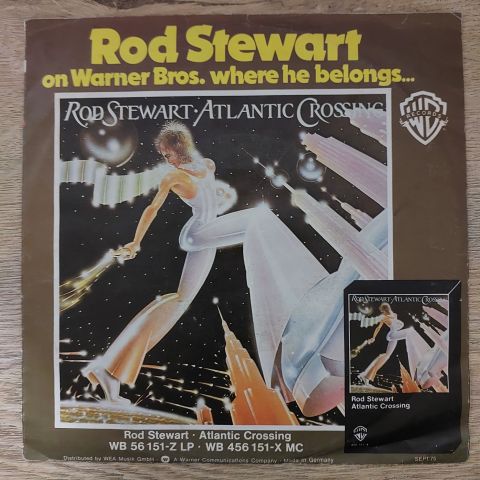 Rod Stewart
on Warner Bros. where he belongs...
ROD STEWART · ATLANTIC CROSSING
WB
RECORDS
ROD STEWART · ATLANTIC CROSSING
Rod Stewart
Atlantic Crossing
Rod Stewart · Atlantic Crossing
WB 56 151-Z LP · WB 456 151-X MC
Distributed by WEA Musik GmbH · A Warner Communications Company · Made in Germany
SEPT. 75